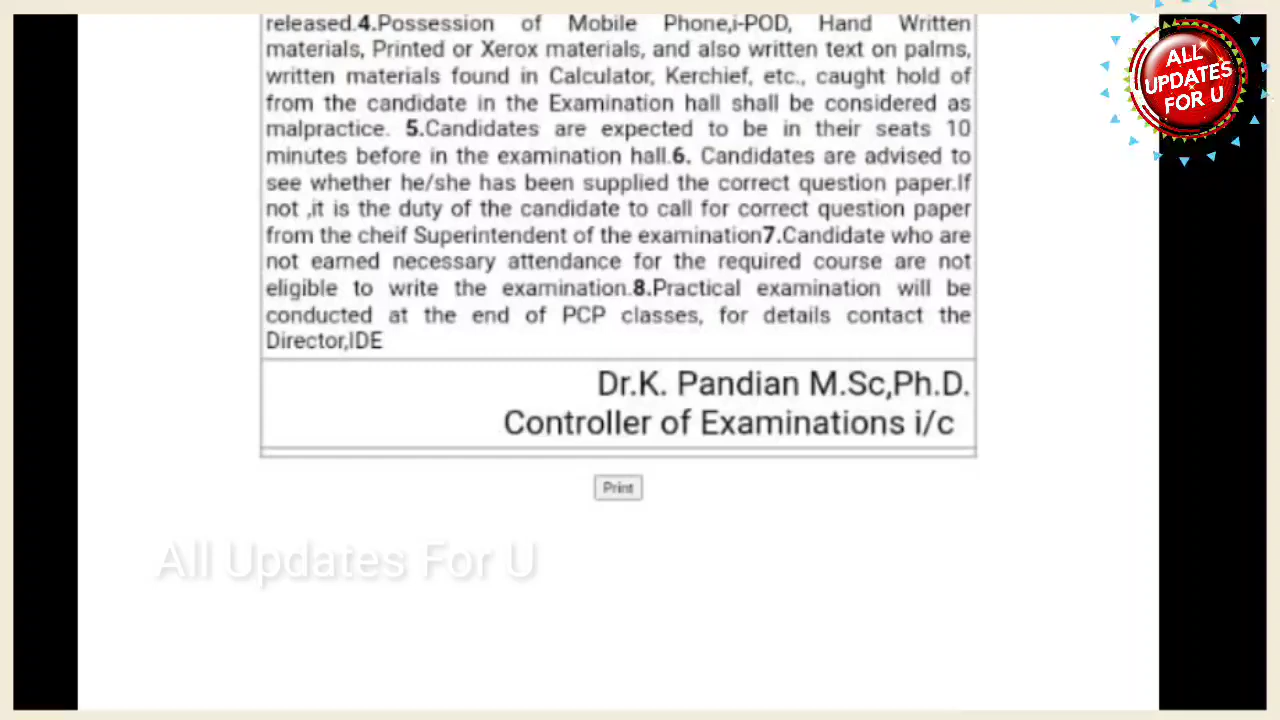 released.4.Possession of Mobile Phone,i-POD, Hand Written
materials, Printed or Xerox materials, and also written text on palms,
written materials found in Calculator, Kerchief, etc., caught hold of
from the candidate in the Examination hall shall be considered as
malpractice. 5.Candidates are expected to be in their seats 10
minutes before in the examination hall.6. Candidates are advised to
see whether he/she has been supplied the correct question paper.If
not ,it is the duty of the candidate to call for correct question paper
from the cheif Superintendent of the examination7.Candidate who are
not earned necessary attendance for the required course are not
eligible to write the examination.8.Practical examination will be
conducted at the end of PCP classes, for details contact the
Director,IDE
Dr.K. Pandian M.Sc,Ph.D.
Controller of Examinations i/c
Print
All Updates For U
ALL
UPDATES
FOR U